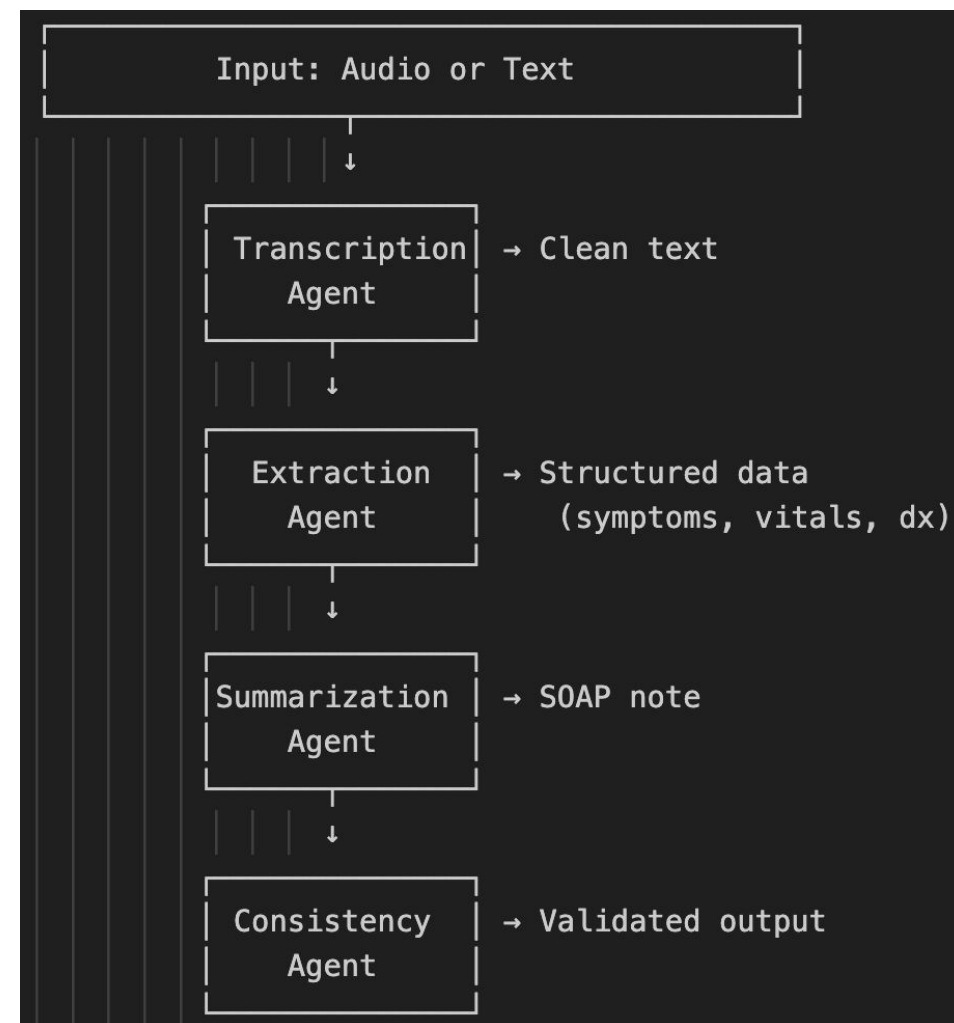 Input: Audio or Text
↓
Transcription → Clean text
Agent
↓
Extraction → Structured data
Agent (symptoms, vitals, dx)
↓
Summarization → SOAP note
Agent
↓
Consistency → Validated output
Agent